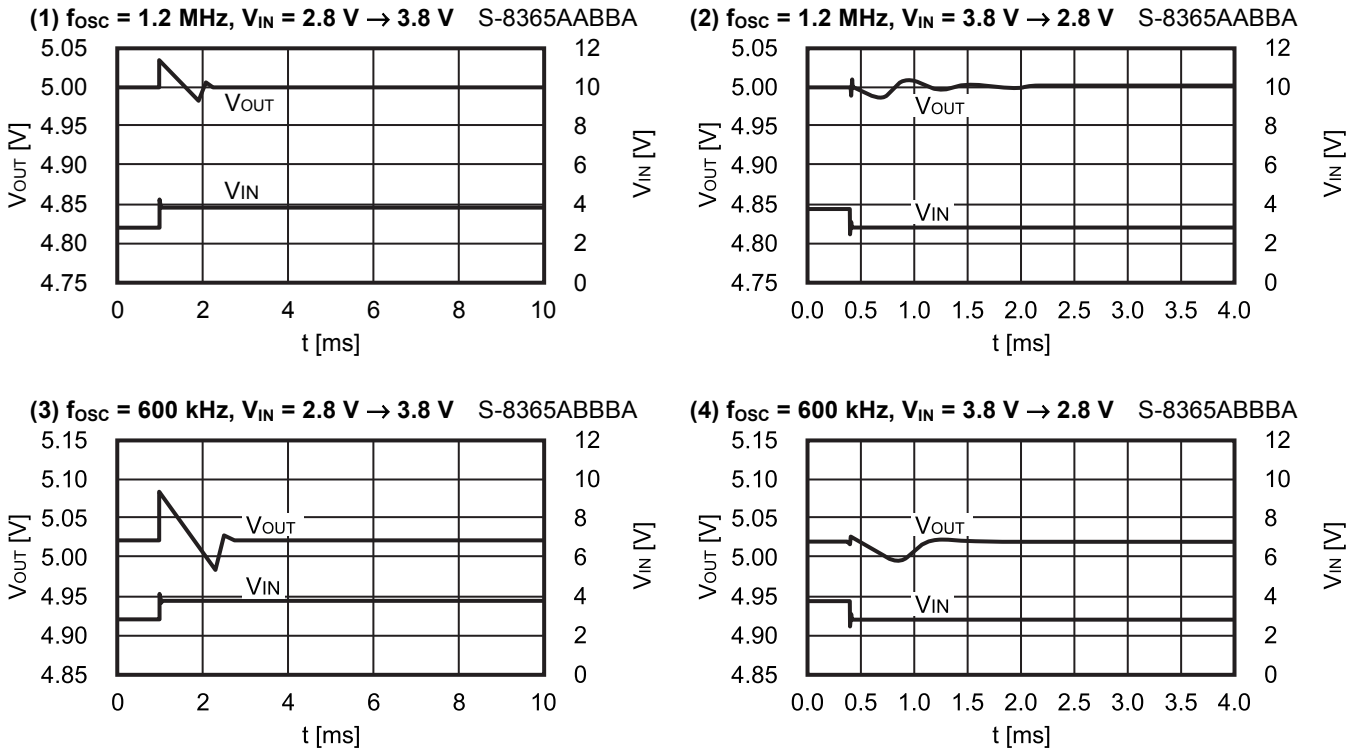 (1) fOSC = 1.2 MHz, VIN = 2.8 V → 3.8 V S-8365AABBA
5.05
5.00
4.95
4.90
4.85
4.80
4.75
VOUT [V]
12
10
8
6
4
2
0
VIN [V]
VOUT
VIN
0 2 4 6 8 10
t [ms]
(2) fOSC = 1.2 MHz, VIN = 3.8 V → 2.8 V S-8365AABBA
5.05
5.00
4.95
4.90
4.85
4.80
4.75
VOUT [V]
12
10
8
6
4
2
0
VIN [V]
VOUT
VIN
0.0 0.5 1.0 1.5 2.0 2.5 3.0 3.5 4.0
t [ms]
(3) fOSC = 600 kHz, VIN = 2.8 V → 3.8 V S-8365ABBBA
5.15
5.10
5.05
5.00
4.95
4.90
4.85
VOUT [V]
12
10
8
6
4
2
0
VIN [V]
VOUT
VIN
0 2 4 6 8 10
t [ms]
(4) fOSC = 600 kHz, VIN = 3.8 V → 2.8 V S-8365ABBBA
5.15
5.10
5.05
5.00
4.95
4.90
4.85
VOUT [V]
12
10
8
6
4
2
0
VIN [V]
VOUT
VIN
0.0 0.5 1.0 1.5 2.0 2.5 3.0 3.5 4.0
t [ms]